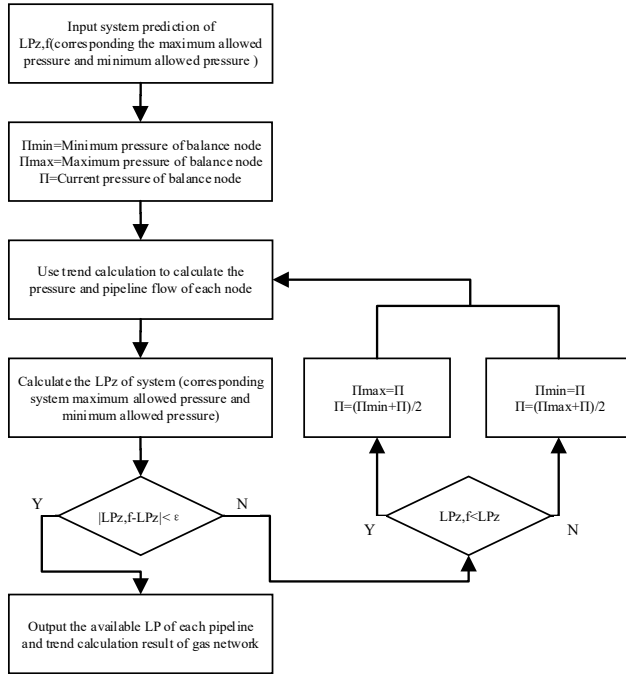 Input system prediction of
LPz,f(corresponding the maximum allowed
pressure and minimum allowed pressure )
Πmin=Minimum pressure of balance node
Πmax=Maximum pressure of balance node
Π=Current pressure of balance node
Use trend calculation to calculate the
pressure and pipeline flow of each node
Calculate the LPz of system (corresponding
system maximum allowed pressure and
minimum allowed pressure)
Πmax=Π
Π=(Πmin+Π)/2
Πmin=Π
Π=(Πmax+Π)/2
Y
|LPz,f-LPz|< ε
N
Y
LPz,f<LPz
N
Output the available LP of each pipeline
and trend calculation result of gas network